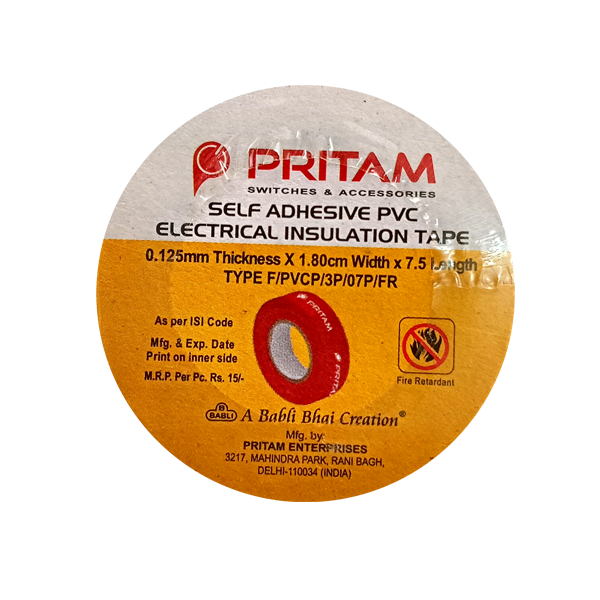 PRITAM
SWITCHES & ACCESSORIES
SELF ADHESIVE PVC
ELECTRICAL INSULATION TAPE
0.125mm Thickness X 1.80cm Width x 7.5 Length
TYPE F/PVCP/3P/07P/FR
As per ISI Code
Mfg. & Exp. Date
Print on inner side
M.R.P. Per Pc. Rs. 15/-
PRITAM
PRITAM
Fire Retardant
B
BABLI
A Babli Bhai Creation®
Mfg. by:
PRITAM ENTERPRISES
3217, MAHINDRA PARK, RANI BAGH,
DELHI-110034 (INDIA)